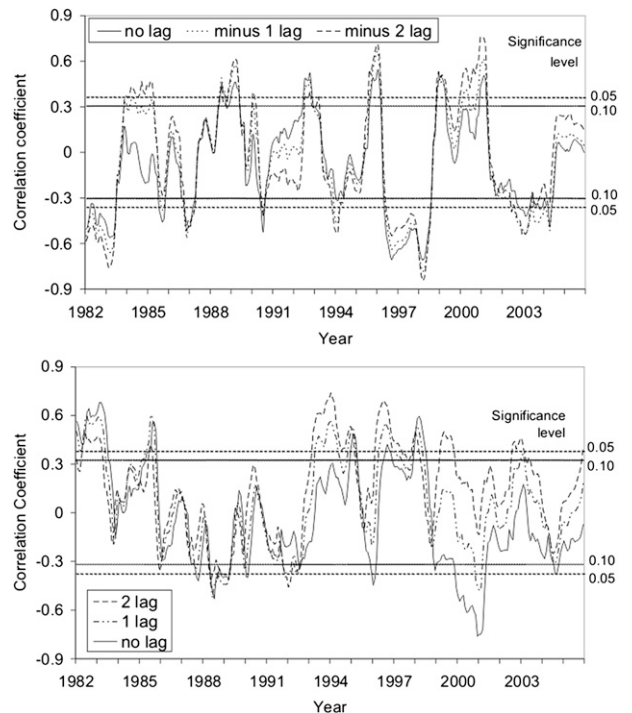 0.9
no lag minus 1 lag minus 2 lag
Significance
level
0.6
0.3
0
-0.3
-0.6
-0.9
0.05
0.10
0.10
0.05
Correlation coefficient
1982 1985 1988 1991 1994 1997 2000 2003
Year
0.9
0.6
0.3
0
-0.3
-0.6
-0.9
Significance
level
0.05
0.10
0.10
0.05
Correlation Coefficient
2 lag
1 lag
no lag
1982 1985 1988 1991 1994 1997 2000 2003
Year